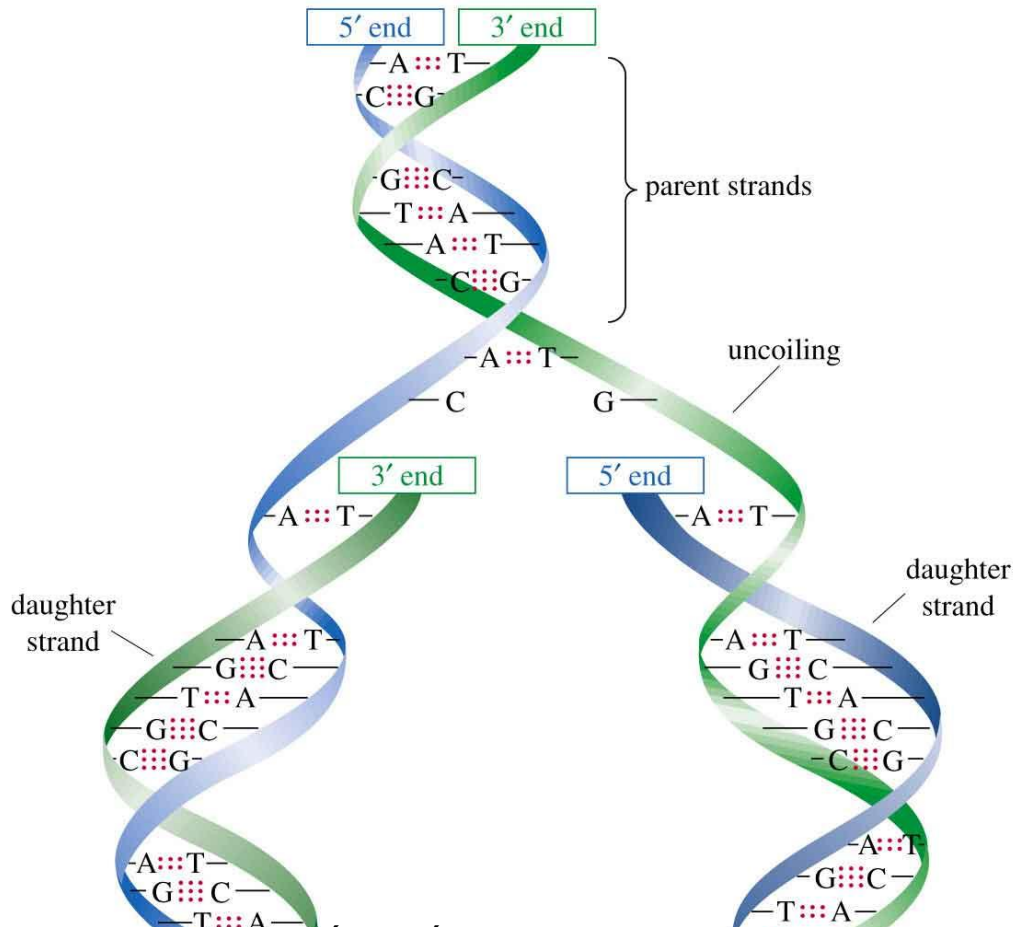 5′ end 3′ end
A T
C G
G C
T A
parent strands
A T
C G
A T
uncoiling
C G
3′ end 5′ end
A T A T
daughter
strand
daughter
strand
A T A T
G C G C
T A T A
G C G C
C G C G
A T A T
G C G C
T A T A